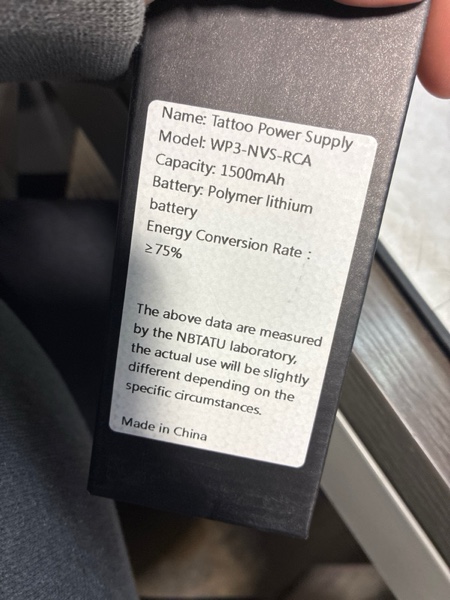 Name: Tattoo Power Supply
Model: WP3-NVS-RCA
Capacity: 1500mAh
Battery: Polymer lithium
battery
Energy Conversion Rate :
≥75%
The above data are measured
by the NBTATU laboratory,
the actual use will be slightly
different depending on the
specific circumstances.
Made in China